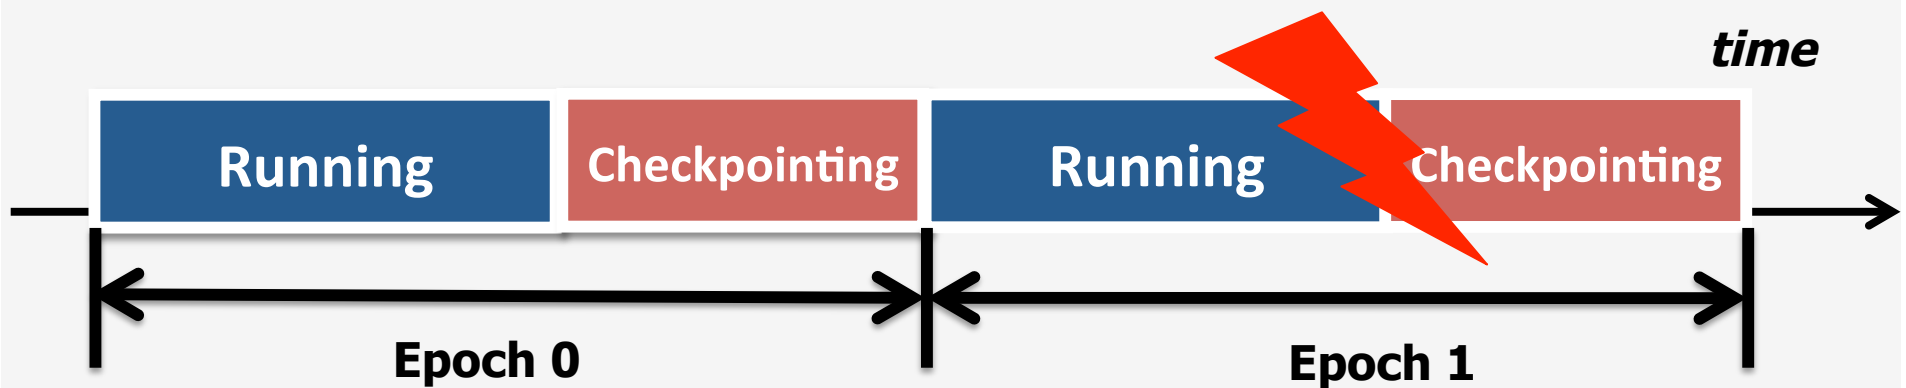 time
Running
Checkpointing
Running
Checkpointing
Epoch 0
Epoch 1